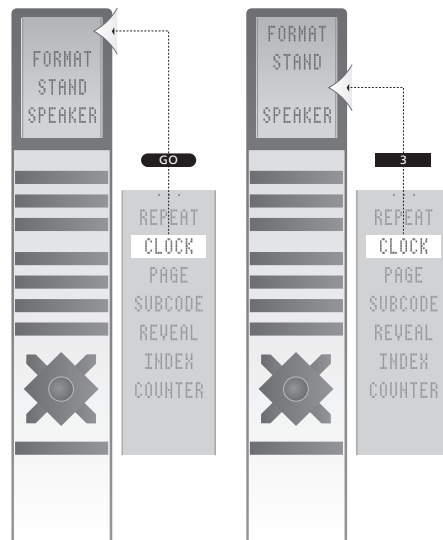 FORMAT
STAND
SPEAKER
GO
REPEAT
CLOCK
PAGE
SUBCODE
REVEAL
INDEX
COUNTER
FORMAT
STAND
SPEAKER
3
REPEAT
CLOCK
PAGE
SUBCODE
REVEAL
INDEX
COUNTER